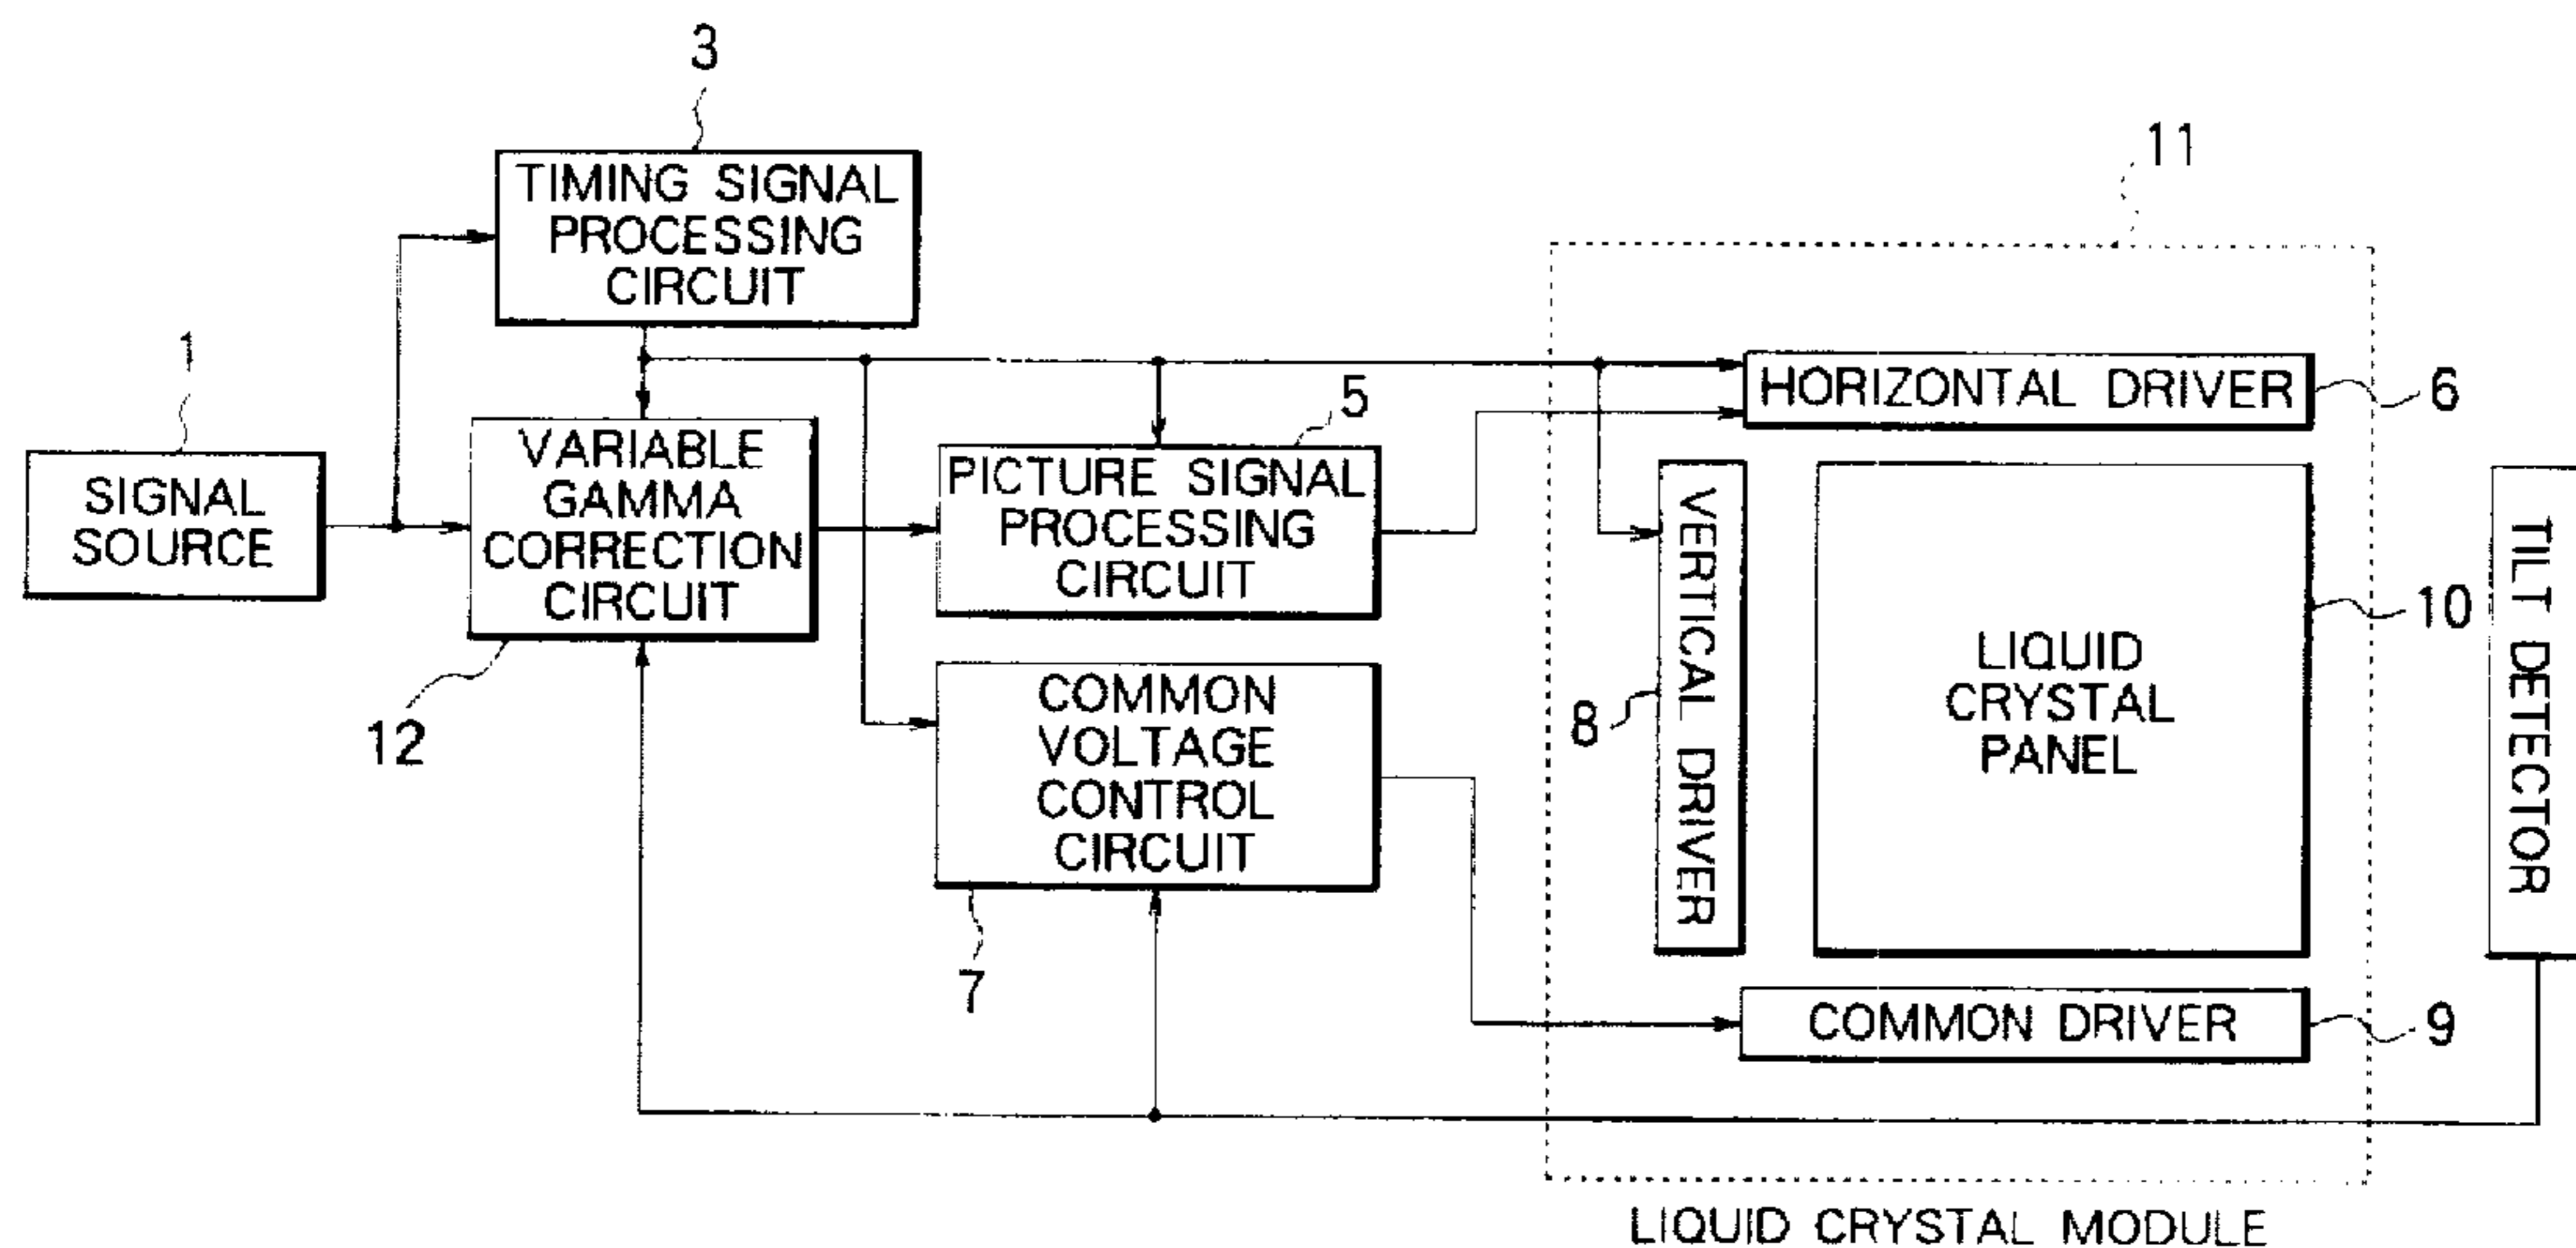 3
TIMING SIGNAL
PROCESSING
CIRCUIT
11
1
SIGNAL
SOURCE
VARIABLE
GAMMA
CORRECTION
CIRCUIT
12
5
PICTURE SIGNAL
PROCESSING
CIRCUIT
COMMON
VOLTAGE
CONTROL
CIRCUIT
7
HORIZONTAL DRIVER
6
VERTICAL DRIVER
8
LIQUID
CRYSTAL
PANEL
10
TILT DETECTOR
COMMON DRIVER
9
LIQUID CRYSTAL MODULE